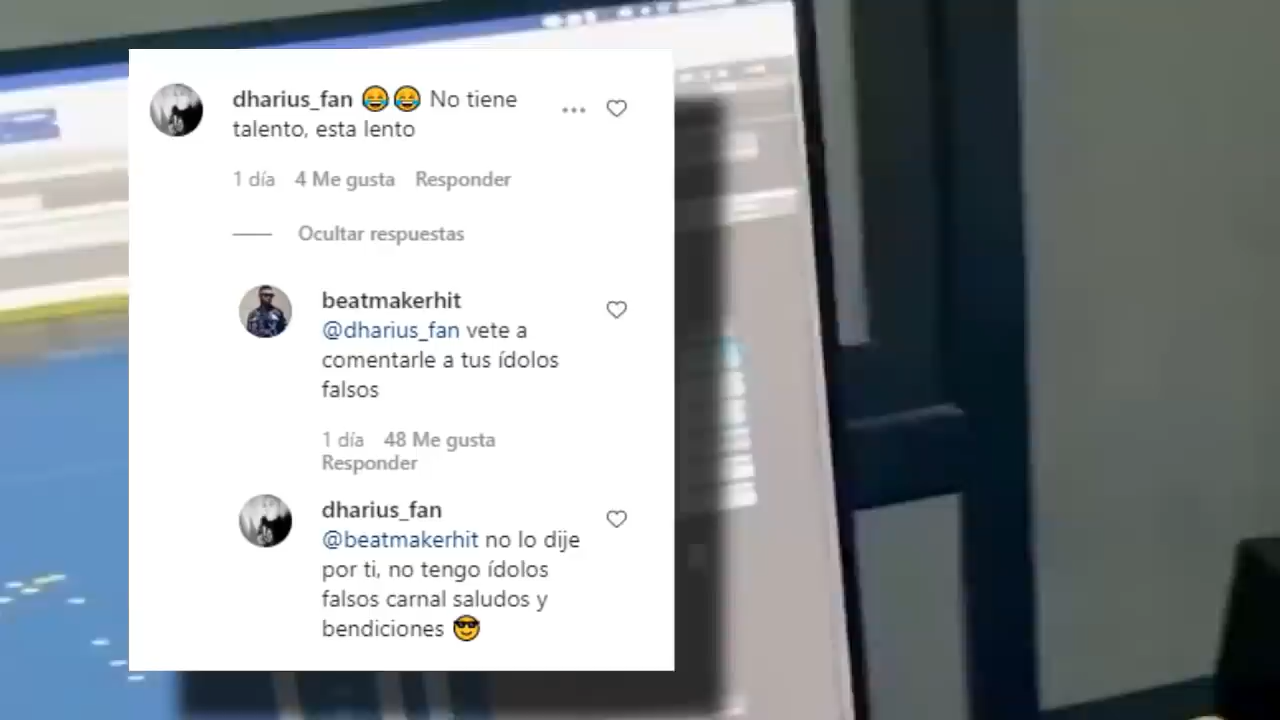 dharius_fan 😂😂 No tiene
talento, esta lento
1 día 4 Me gusta Responder
Ocultar respuestas
beatmakerhit
@dharius_fan vete a
comentarle a tus ídolos
falsos
1 día 48 Me gusta
Responder
dharius_fan
@beatmakerhit no lo dije
por ti, no tengo ídolos
falsos carnal saludos y
bendiciones 😎